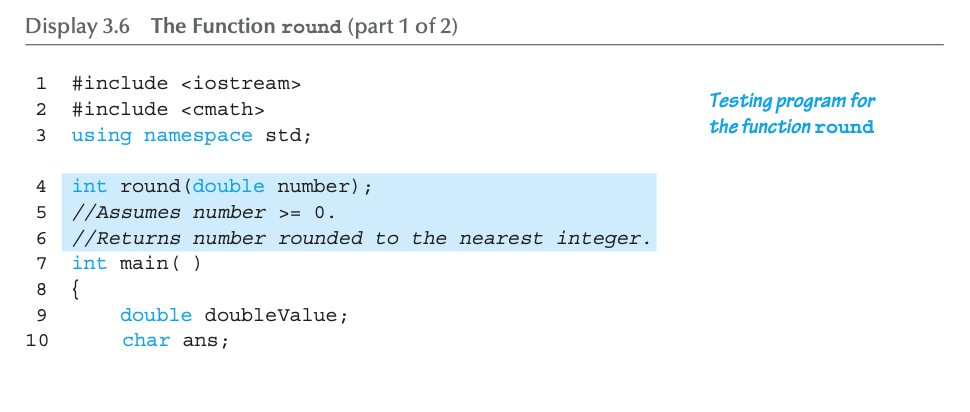 Display 3.6 The Function round (part 1 of 2)
1 #include <iostream>
2 #include <cmath>
3 using namespace std;
Testing program for
the function round
4 int round(double number);
5 //Assumes number >= 0.
6 //Returns number rounded to the nearest integer.
7 int main( )
8 {
9 double doubleValue;
10 char ans;